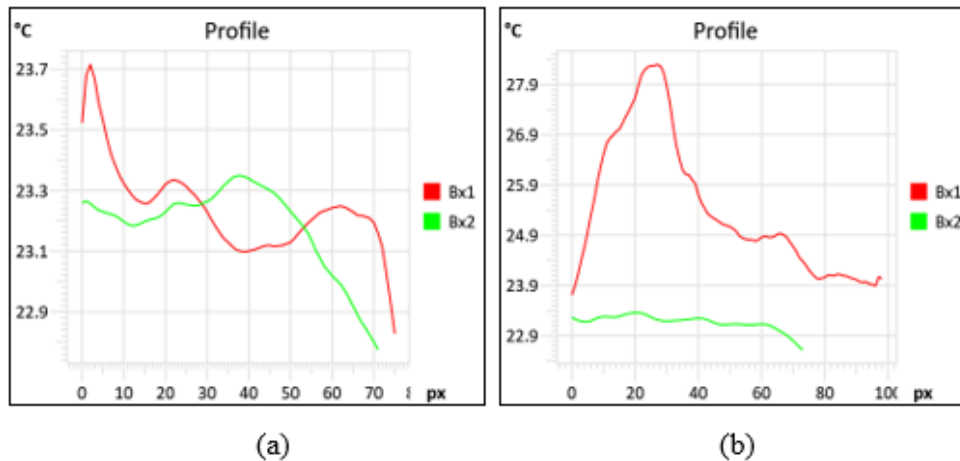 °C
Profile
23.7
23.5
23.3
23.1
22.9
0 10 20 30 40 50 60 70 px
Bx1
Bx2
(a)
°C
Profile
27.9
26.9
25.9
24.9
23.9
22.9
0 20 40 60 80 100 px
Bx1
Bx2
(b)